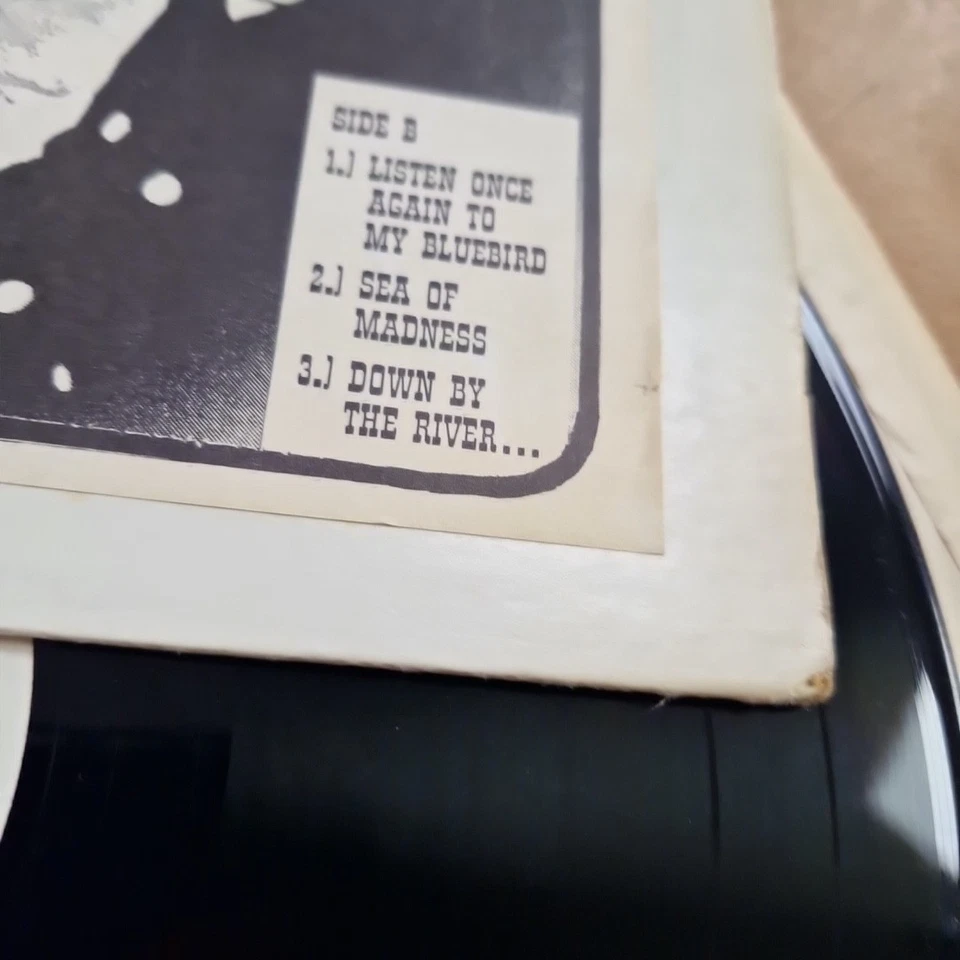 SIDE B
1.) LISTEN ONCE
AGAIN TO
MY BLUEBIRD
2.) SEA OF
MADNESS
3.) DOWN BY
THE RIVER...